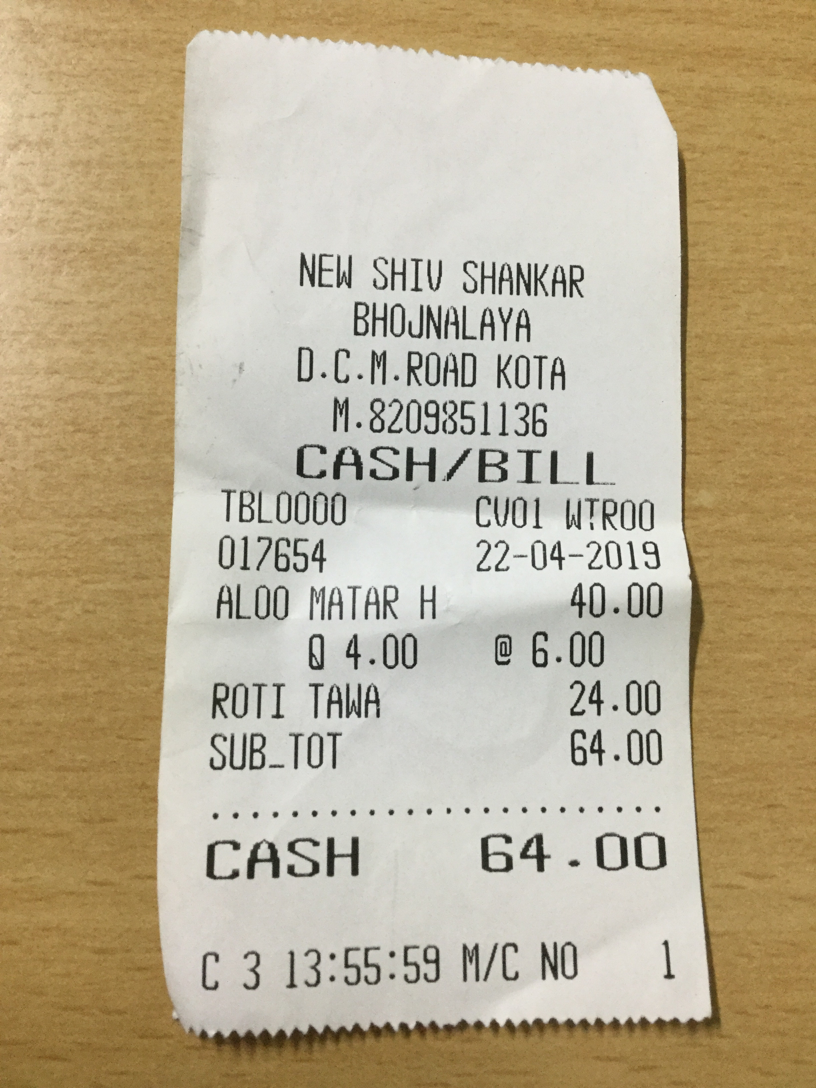 NEW SHIV SHANKAR
BHOJNALAYA
D.C.M.ROAD KOTA
M.8209851136
CASH/BILL
TBL0000 CV01 WTR00
017654 22-04-2019
ALOO MATAR H 40.00
Q 4.00 @ 6.00
ROTI TAWA 24.00
SUB_TOT 64.00
........................
CASH 64.00
C 3 13:55:59 M/C NO 1